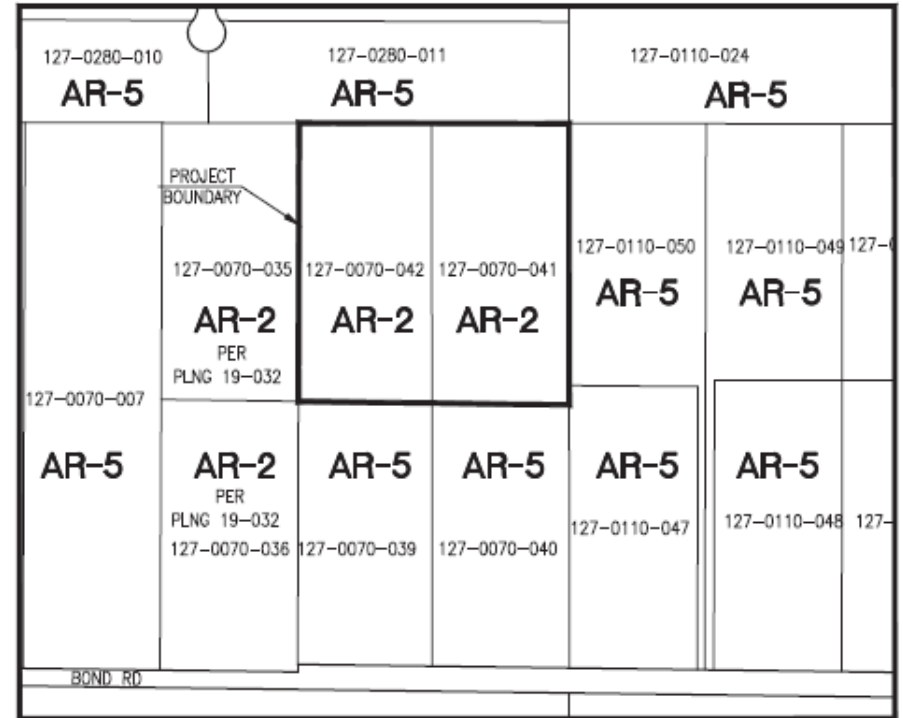 127-0280-010
AR-5
127-0280-011
AR-5
127-0110-024
AR-5
PROJECT
BOUNDARY
127-0070-035
AR-2
PER
PLNG 19-032
127-0070-042
AR-2
127-0070-041
AR-2
127-0110-050
AR-5
127-0110-049
AR-5
127-0070-007
AR-5
AR-2
PER
PLNG 19-032
127-0070-036
AR-5
127-0070-039
AR-5
127-0070-040
AR-5
127-0110-047
AR-5
127-0110-048
127-
BOND RD